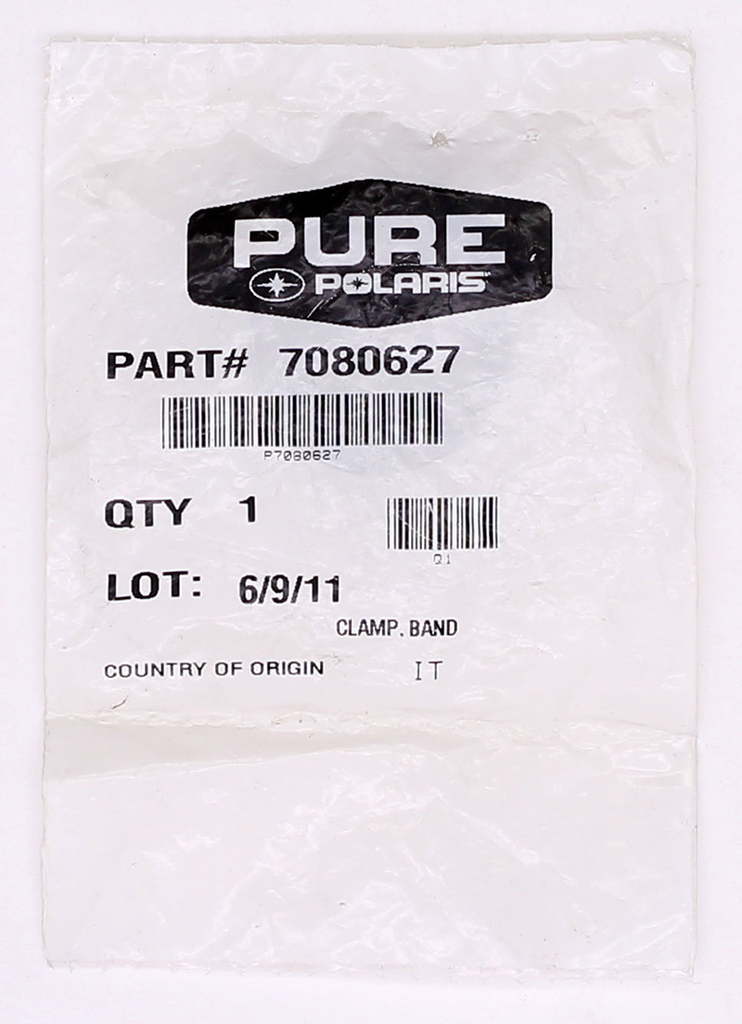 PURE
POLARIS
PART# 7080627
P7080627
QTY 1
Q1
LOT: 6/9/11
CLAMP, BAND
COUNTRY OF ORIGIN IT